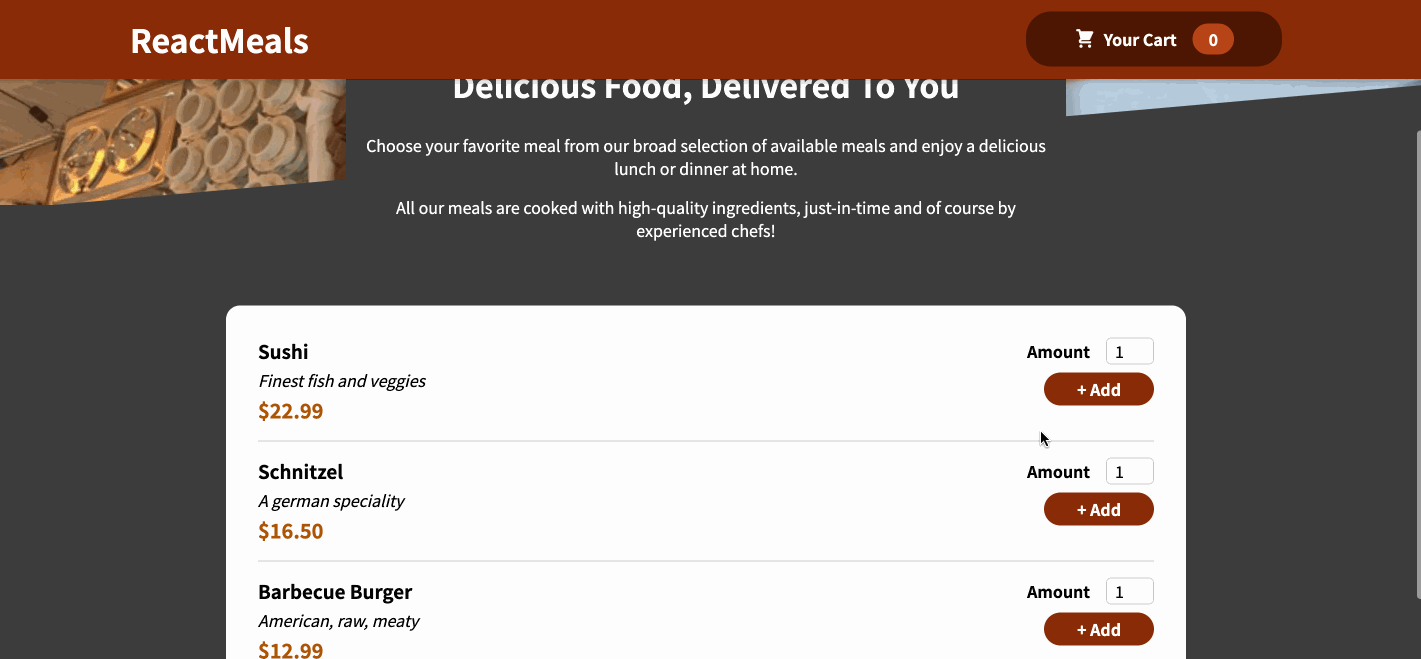 ReactMeals
Your Cart 0
Delicious Food, Delivered To You
Choose your favorite meal from our broad selection of available meals and enjoy a delicious
lunch or dinner at home.
All our meals are cooked with high-quality ingredients, just-in-time and of course by
experienced chefs!
Sushi
Finest fish and veggies
$22.99
Amount 1
+ Add
Schnitzel
A german speciality
$16.50
Amount 1
+ Add
Barbecue Burger
American, raw, meaty
$12.99
Amount 1
+ Add